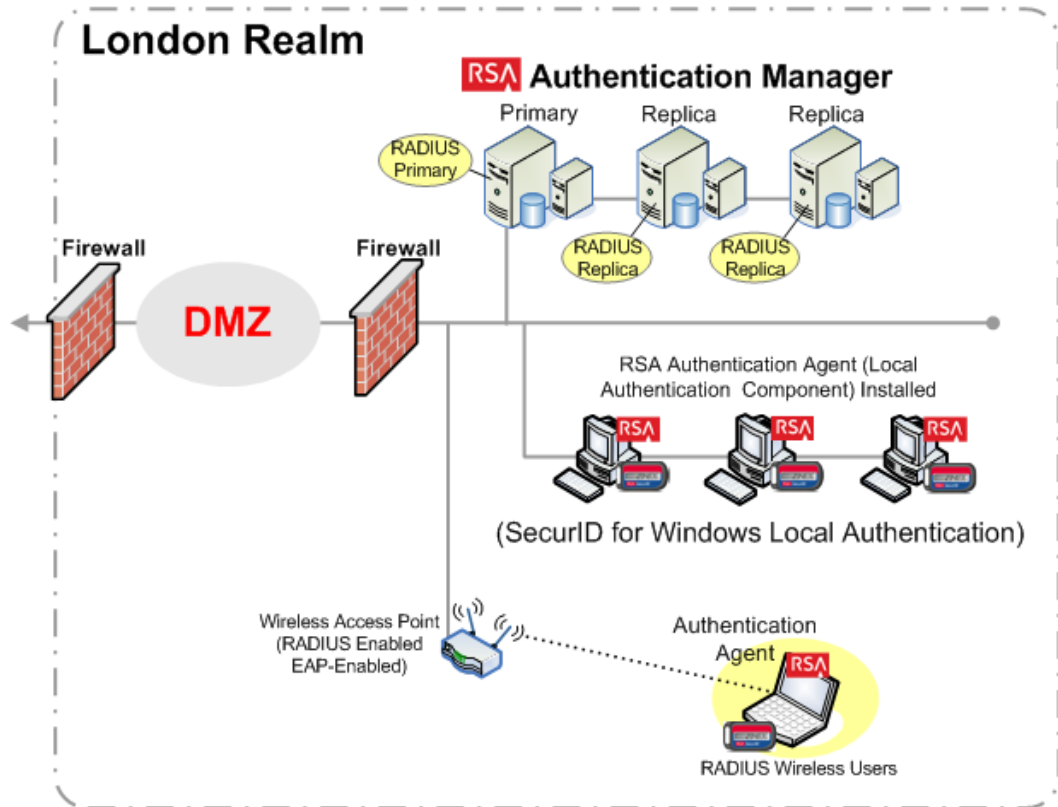 London Realm
RSA Authentication Manager
Primary
Replica
Replica
RADIUS
Primary
RADIUS
Replica
RADIUS
Replica
Firewall
Firewall
DMZ
RSA Authentication Agent (Local
Authentication Component) Installed
RSA
RSA
RSA
(SecurID for Windows Local Authentication)
Wireless Access Point
(RADIUS Enabled
EAP-Enabled)
Authentication
Agent
RSA
RADIUS Wireless Users